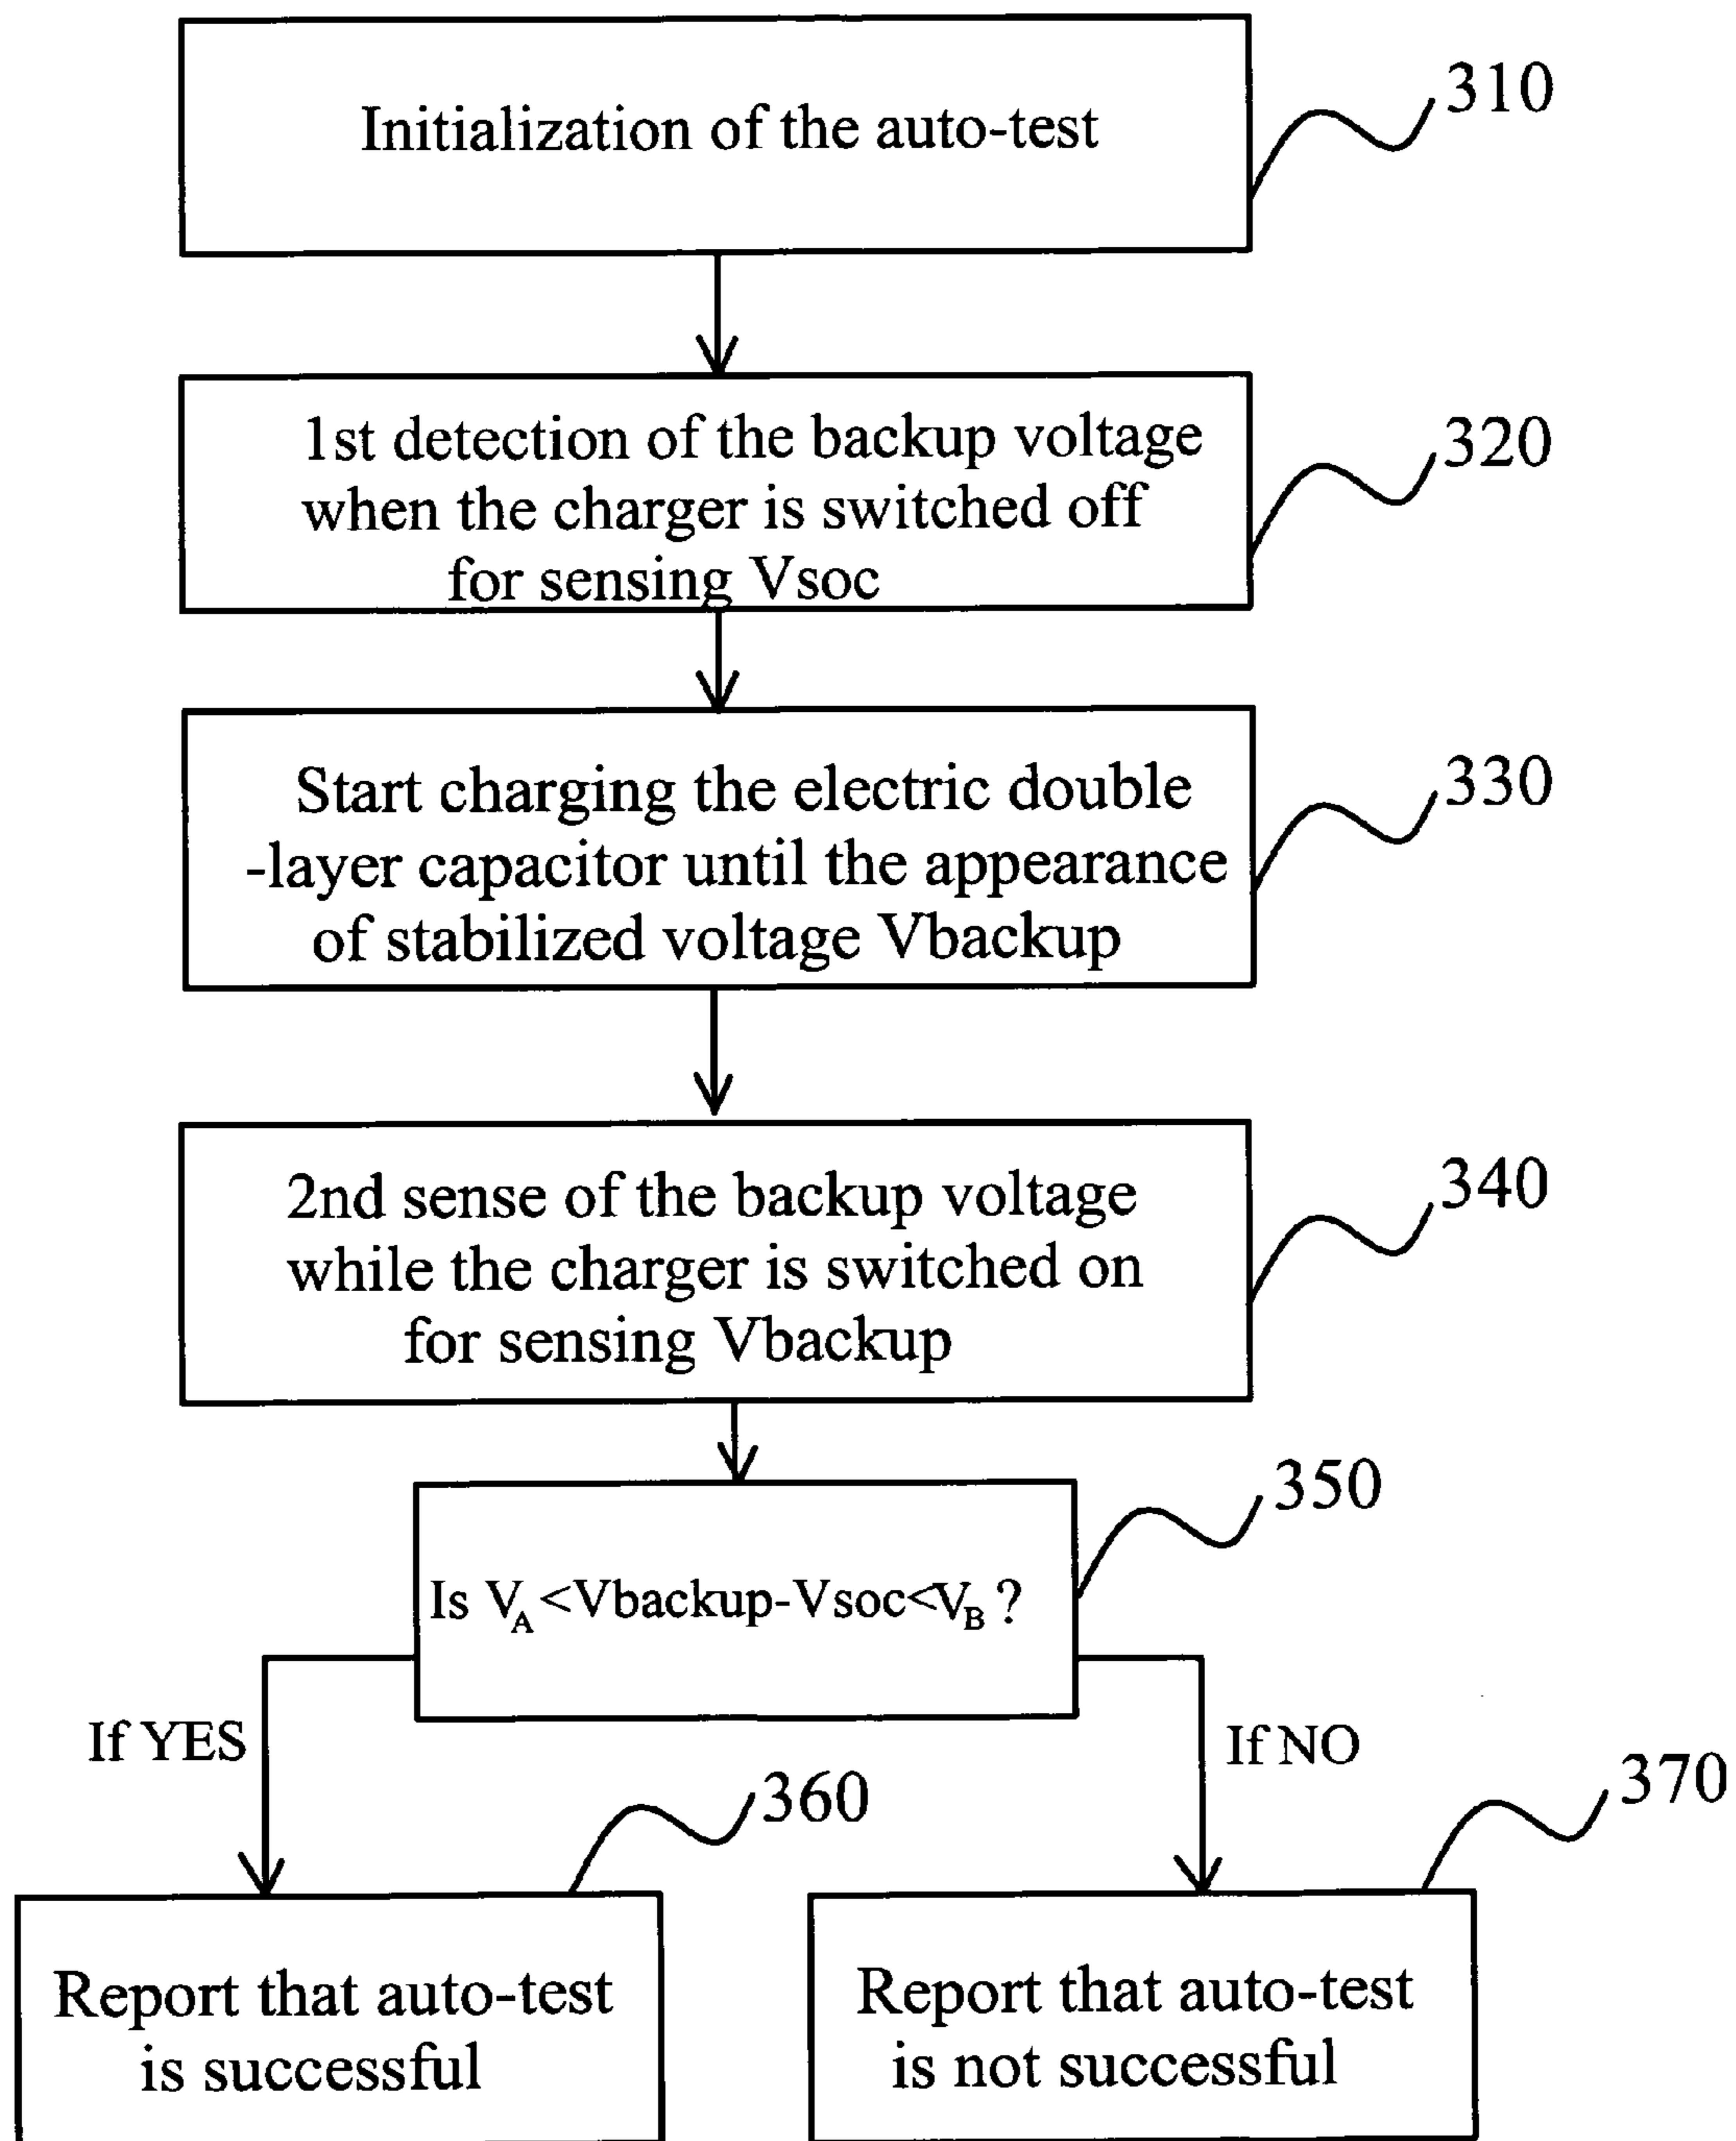 Initialization of the auto-test
310
1st detection of the backup voltage
when the charger is switched off
for sensing Vsoc
320
Start charging the electric double
-layer capacitor until the appearance
of stabilized voltage Vbackup
330
2nd sense of the backup voltage
while the charger is switched on
for sensing Vbackup
340
Is VA<Vbackup-Vsoc<VB?
350
If YES
If NO
360
370
Report that auto-test
is successful
Report that auto-test
is not successful